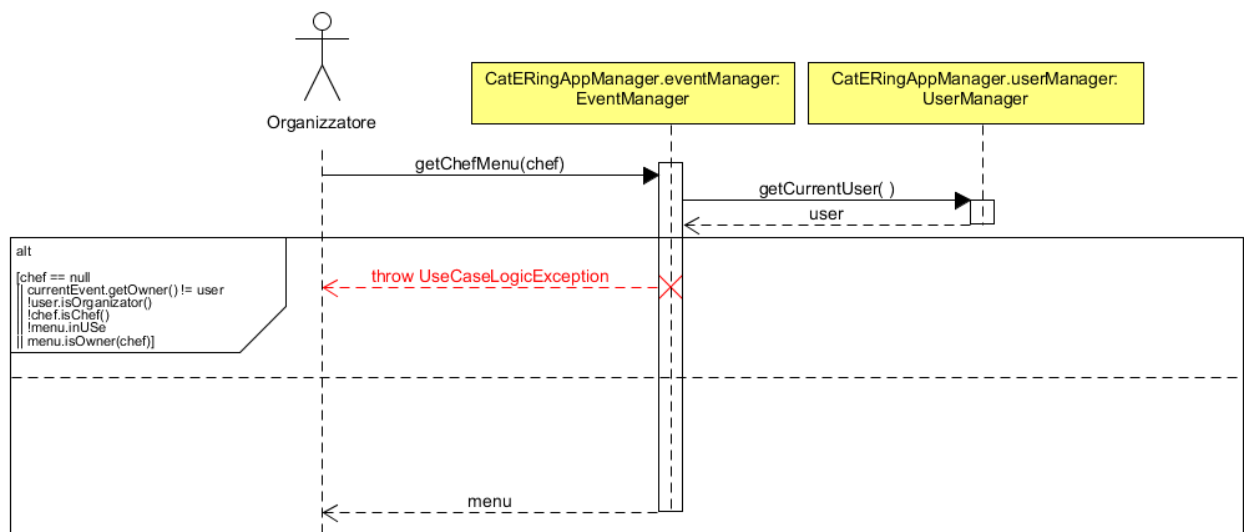 Organizzatore
CatERingAppManager.eventManager:
EventManager
CatERingAppManager.userManager:
UserManager
getChefMenu(chef)
getCurrentUser( )
user
alt
[chef == null
|| currentEvent.getOwner() != user
|| !user.isOrganizator()
|| !chef.isChef()
|| !menu.inUSe
|| menu.isOwner(chef)]
throw UseCaseLogicException
menu